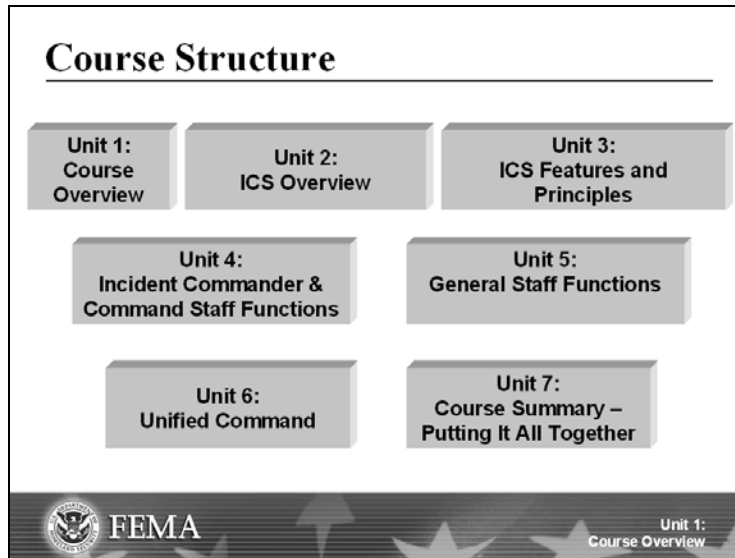 Course Structure
Unit 1:
Course
Overview
Unit 2:
ICS Overview
Unit 3:
ICS Features and
Principles
Unit 4:
Incident Commander &
Command Staff Functions
Unit 5:
General Staff Functions
Unit 6:
Unified Command
Unit 7:
Course Summary –
Putting It All Together
FEMA
Unit 1:
Course Overview